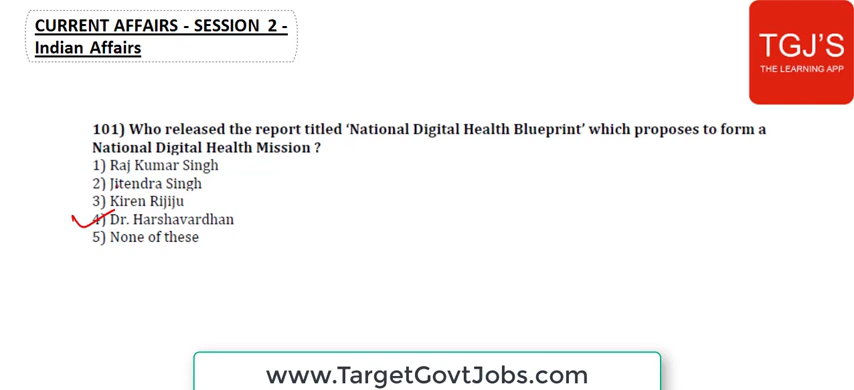 CURRENT AFFAIRS - SESSION 2 -
Indian Affairs
TGJ'S
THE LEARNING APP
101) Who released the report titled ‘National Digital Health Blueprint’ which proposes to form a
National Digital Health Mission ?
1) Raj Kumar Singh
2) Jitendra Singh
3) Kiren Rijiju
4) Dr. Harshavardhan
5) None of these
www.TargetGovtJobs.com